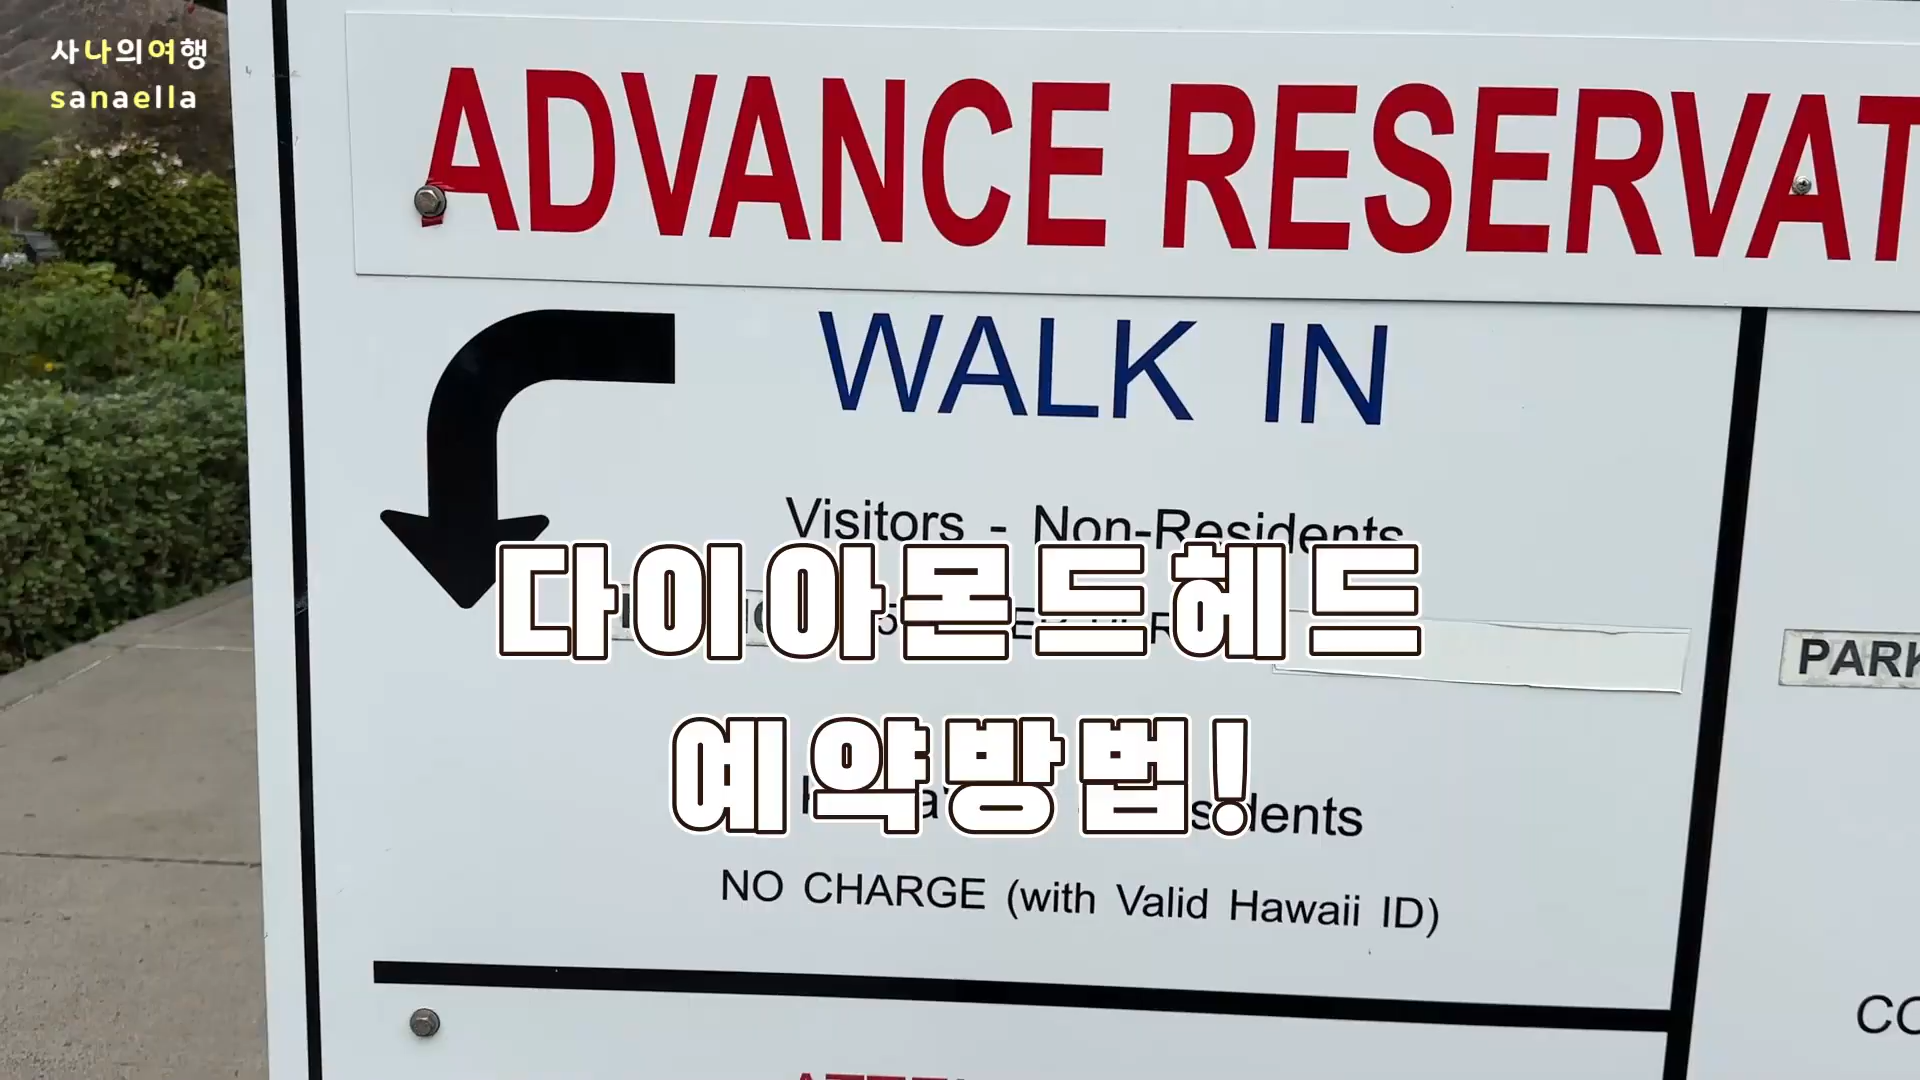 사나의여행
sanaella
ADVANCE RESERVAT
WALK IN
Visitors - Non-Residents
다이아몬드헤드
PARK
예약방법!
NO CHARGE (with Valid Hawaii ID)
CO